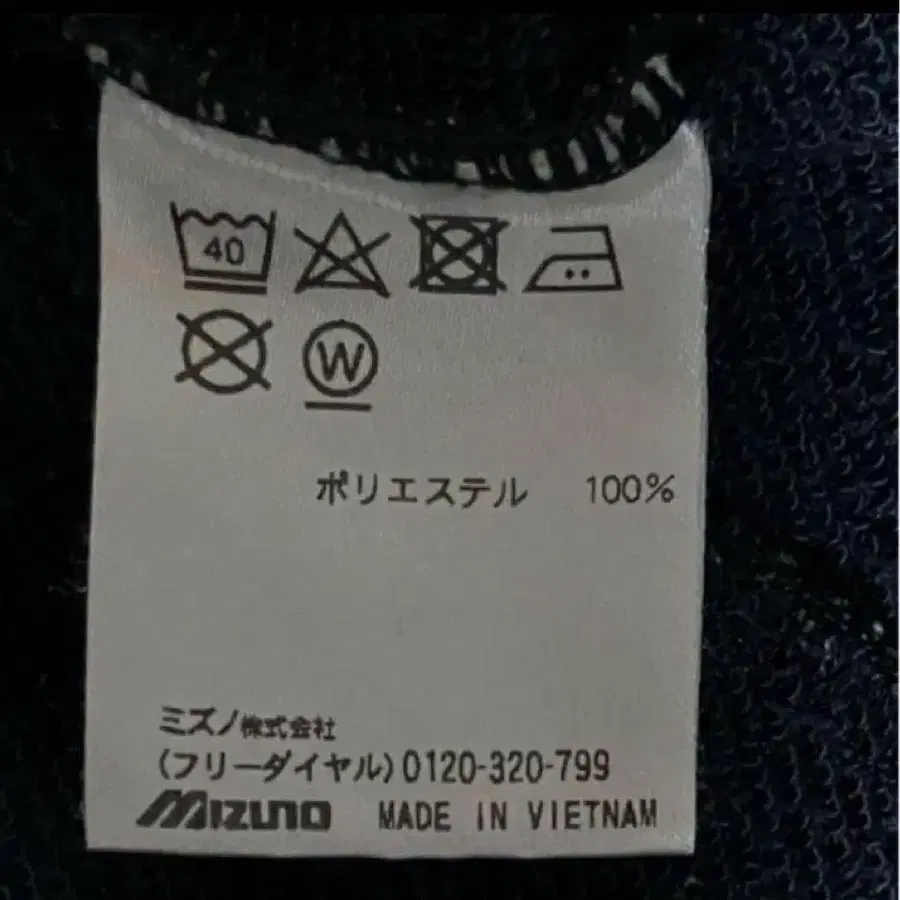 40
W
ポリエステル 100%
ミズノ株式会社
(フリーダイヤル)0120-320-799
MIZUNO MADE IN VIETNAM